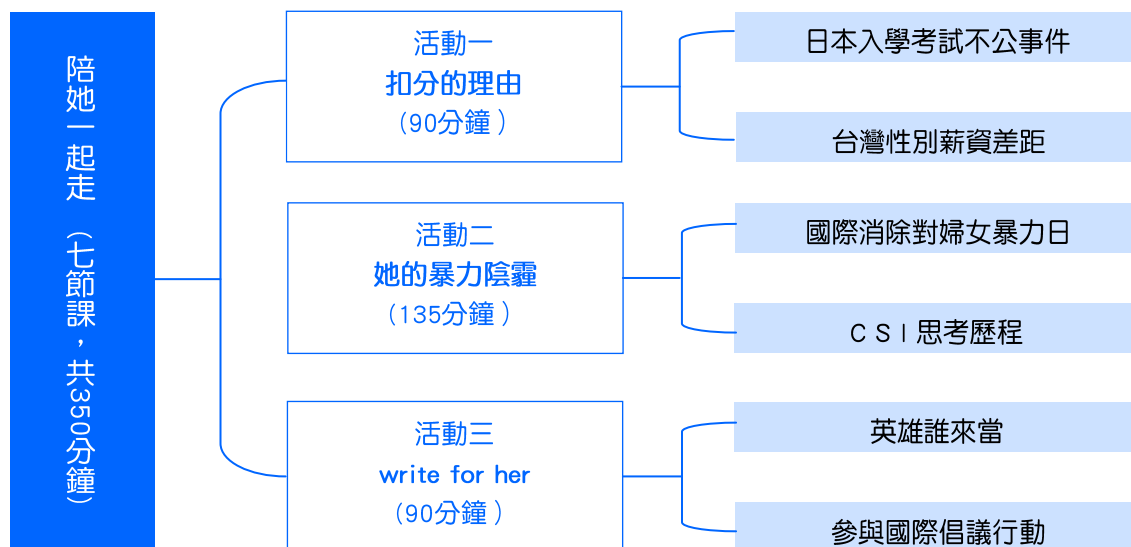 陪她一起走（七節課，共350分鐘）
活動一
扣分的理由
（90分鐘）
日本入學考試不公事件
台灣性別薪資差距
活動二
她的暴力陰霾
（135分鐘）
國際消除對婦女暴力日
CSI思考歷程
活動三
write for her
（90分鐘）
英雄誰來當
參與國際倡議行動